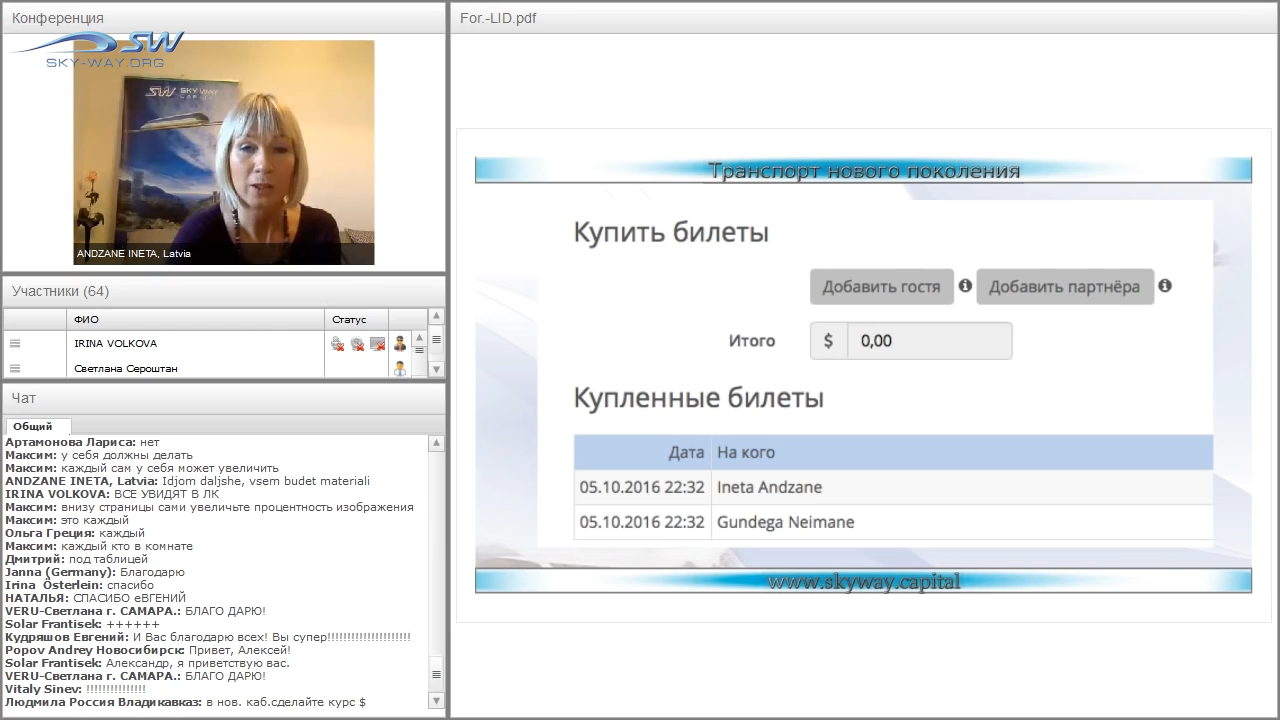 Конференция
SW
SKY-WAY.ORG
SW SKY WAY
CAPITAL
ANDZANE INETA, Latvia
Участники (64)
ФИО Статус
IRINA VOLKOVA
Светлана Сероштан
Чат
Общий
Артамонова Лариса: нет
Максим: у себя должны делать
Максим: каждый сам у себя может увеличить
ANDZANE INETA, Latvia: Idjom daljshe, vsem budet materiali
IRINA VOLKOVA: ВСЕ УВИДЯТ В ЛК
Максим: внизу страницы сами увеличьте процентность изображения
Максим: это каждый
Ольга Греция: каждый
Максим: каждый кто в комнате
Дмитрий: под таблицей
Janna (Germany): Благодарю
Irina Österlein: спасибо
НАТАЛЬЯ: СПАСИБО еВГЕНИЙ
VERU-Светлана г. САМАРА.: БЛАГО ДАРЮ!
Solar Frantisek: ++++++
Кудряшов Евгений: И Вас благодарю всех! Вы супер!!!!!!!!!!!!!!!!!!!!!
Popov Andrey Новосибирск: Привет, Алексей!
Solar Frantisek: Александр, я приветствую вас.
VERU-Светлана г. САМАРА.: БЛАГО ДАРЮ!
Vitaly Sinev: !!!!!!!!!!!!!!!
Людмила Россия Владикавказ: в нов. каб.сделайте курс $
For.-LID.pdf
Транспорт нового поколения
Купить билеты
Добавить гостя Добавить партнёра
Итого $ 0,00
Купленные билеты
Дата На кого
05.10.2016 22:32 Ineta Andzane
05.10.2016 22:32 Gundega Neimane
www.skyway.capital